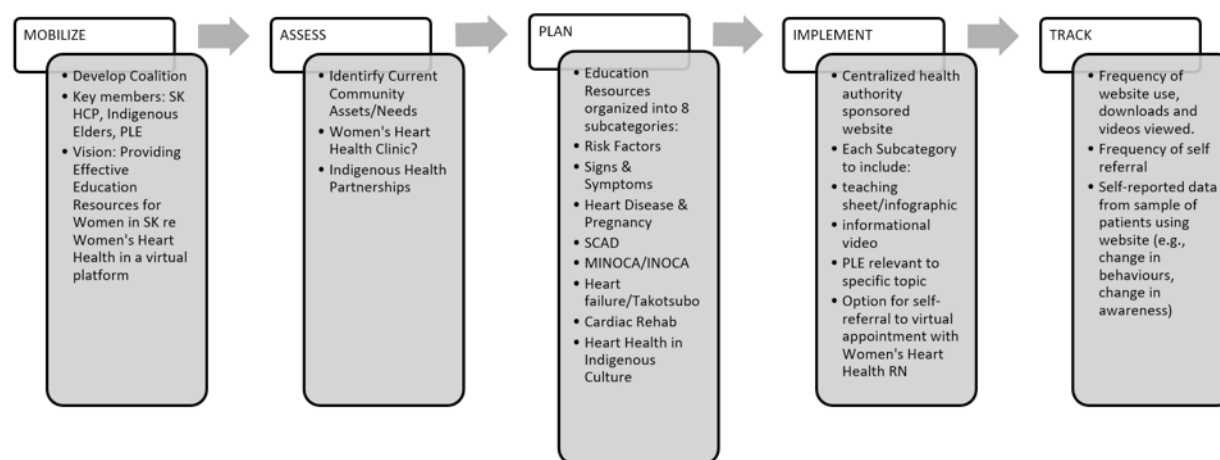 MOBILIZE
• Develop Coalition
• Key members: SK
HCP, Indigenous
Elders, PLE
• Vision: Providing
Effective
Education
Resources for
Women in SK re
Women's Heart
Health in a virtual
platform
ASSESS
• Identirfy Current
Community
Assets/Needs
• Women's Heart
Health Clinic?
• Indigenous Health
Partnerships
PLAN
• Education
Resources
organized into 8
subcategories:
• Risk Factors
• Signs &
Symptoms
• Heart Disease &
Pregnancy
• SCAD
• MINOCA/INOCA
• Heart
failure/Takotsubo
• Cardiac Rehab
• Heart Health in
Indigenous
Culture
IMPLEMENT
• Centralized health
authority
sponsored
website
• Each Subcategory
to include:
• teaching
sheet/infographic
• informational
video
• PLE relevant to
specific topic
• Option for self-
referral to virtual
appointment with
Women's Heart
Health RN
TRACK
• Frequency of
website use,
downloads and
videos viewed.
• Frequency of self
referral
• Self-reported data
from sample of
patients using
website (e.g.,
change in
behaviours,
change in
awareness)